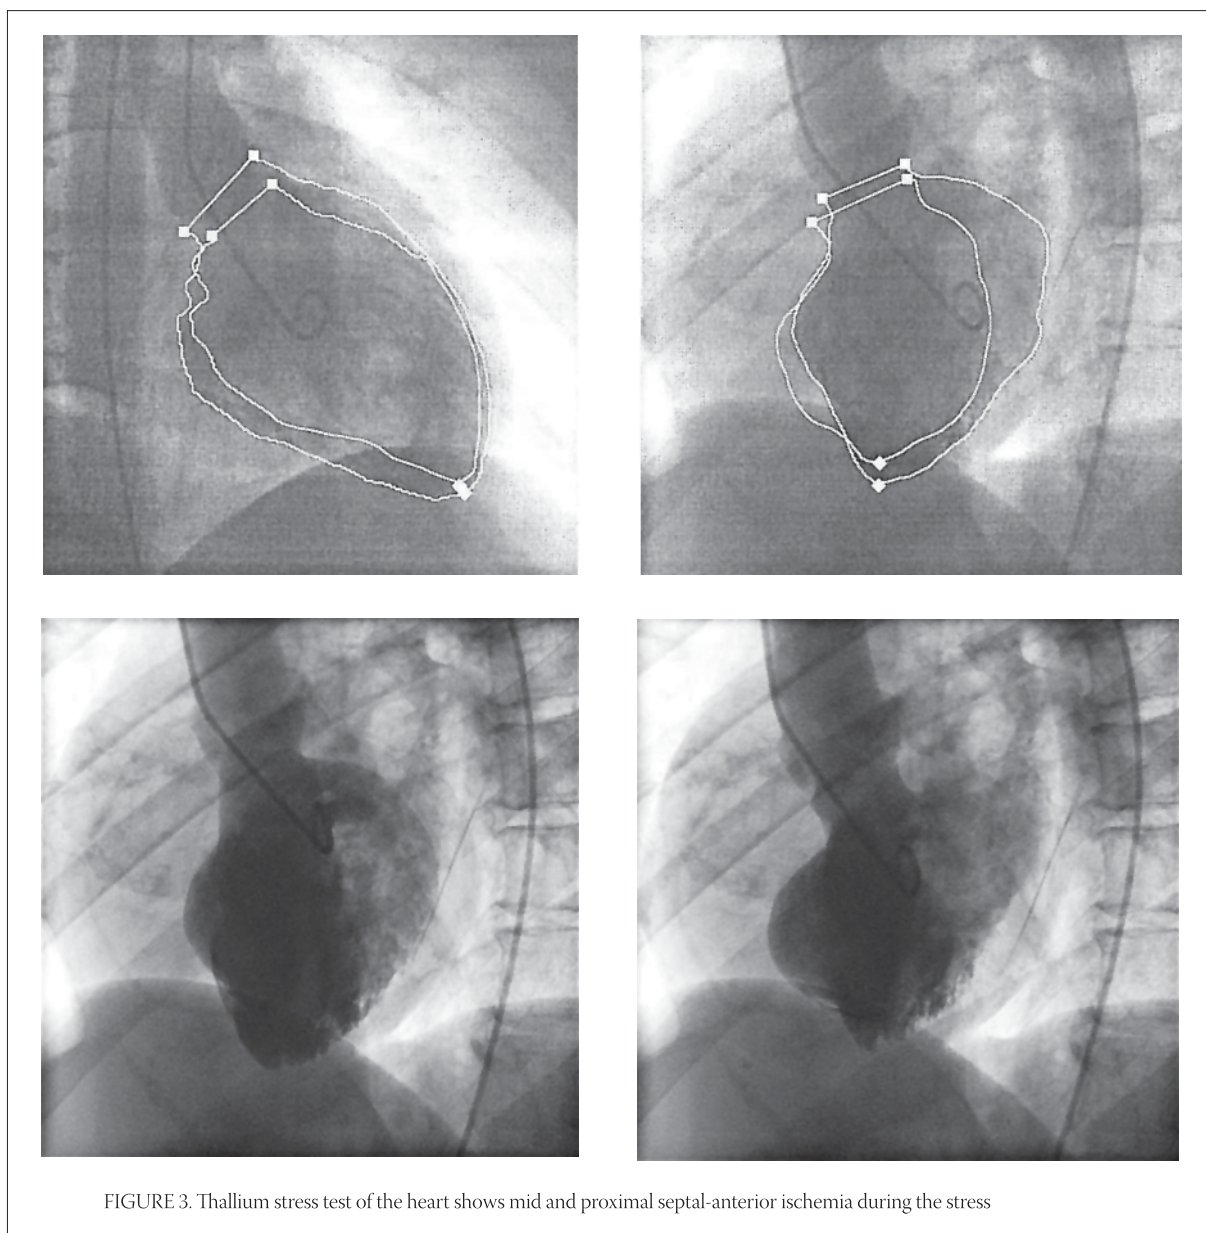 FIGURE 3. Thallium stress test of the heart shows mid and proximal septal-anterior ischemia during the stress